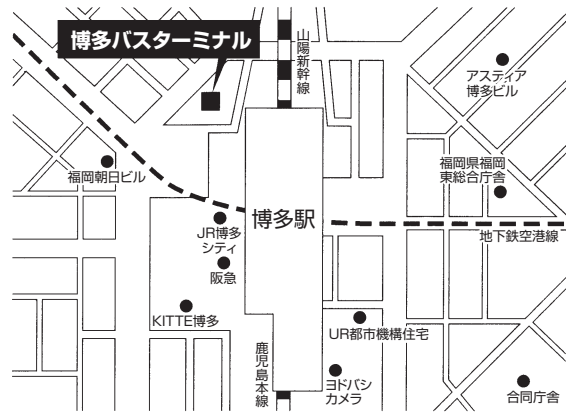 博多バスターミナル
山陽新幹線
アスティア
博多ビル
福岡朝日ビル
福岡県福岡
東総合庁舎
博多駅
JR博多
シティ
地下鉄空港線
阪急
KITTE博多
UR都市機構住宅
鹿児島本線
ヨドバシ
カメラ
合同庁舎